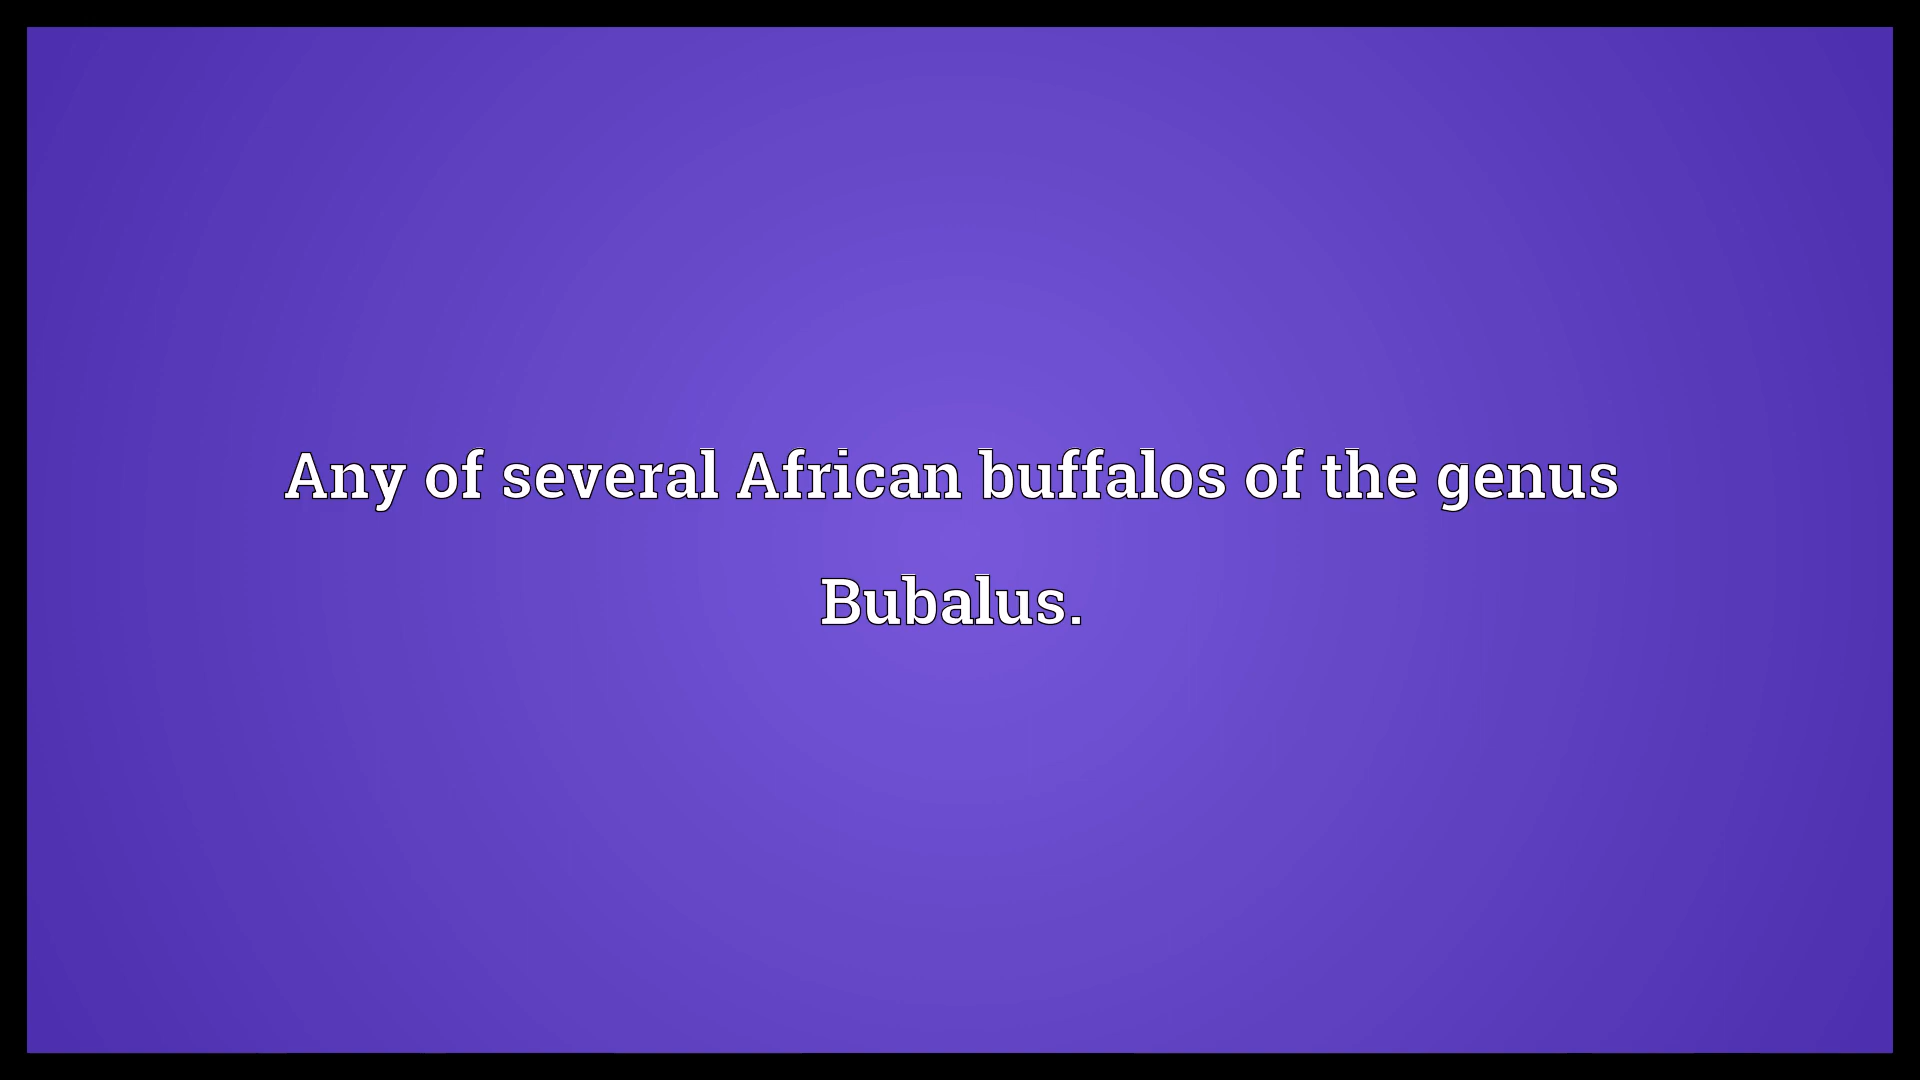 Any of several African buffalos of the genus
Bubalus.